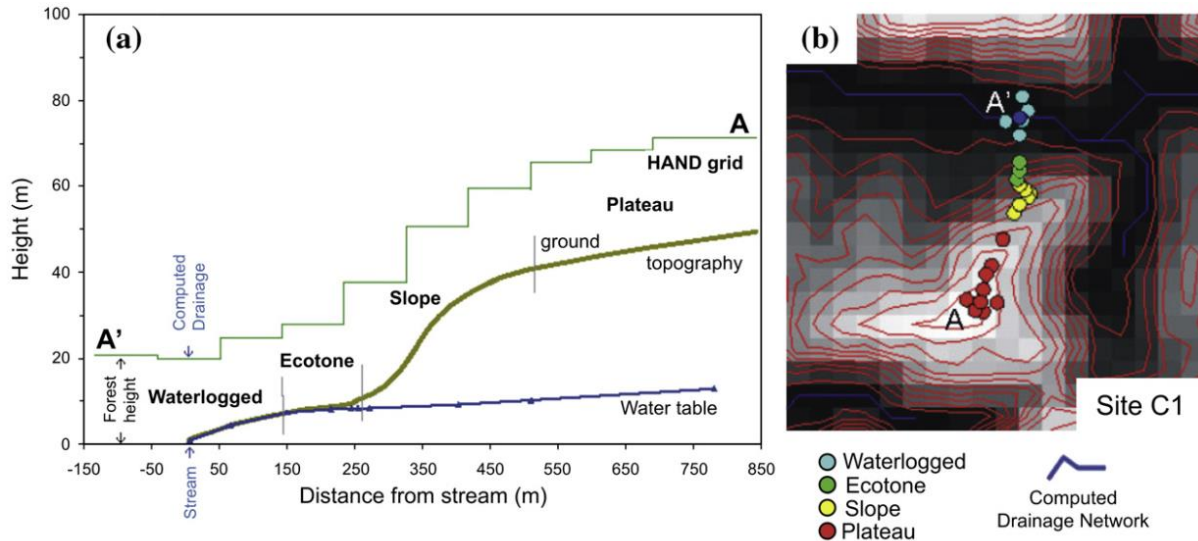 (a)
100
80
60
40
20
0
Height (m)
A
HAND grid
Plateau
ground
topography
Slope
Computed
Drainage
A’
Ecotone
Forest
height
Waterlogged
Water table
-150
-50
50
150
250
350
450
550
650
750
850
Stream
Distance from stream (m)
(b)
A’
A
Site C1
Waterlogged
Ecotone
Slope
Plateau
Computed
Drainage Network